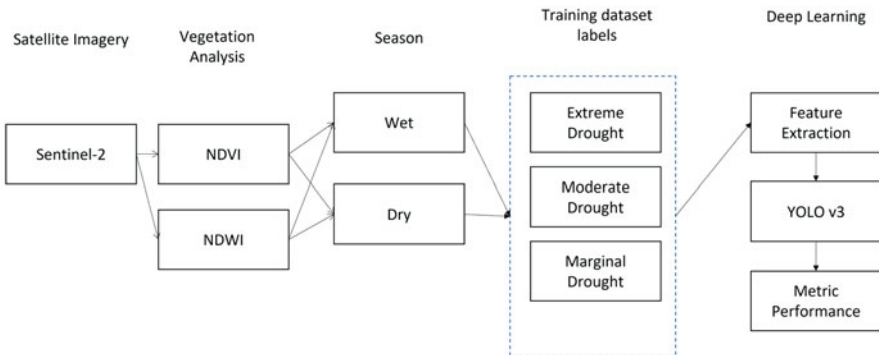 Satellite Imagery
Vegetation
Analysis
Season
Training dataset
labels
Deep Learning
Sentinel-2
NDVI
NDWI
Wet
Dry
Extreme
Drought
Moderate
Drought
Marginal
Drought
Feature
Extraction
YOLO v3
Metric
Performance